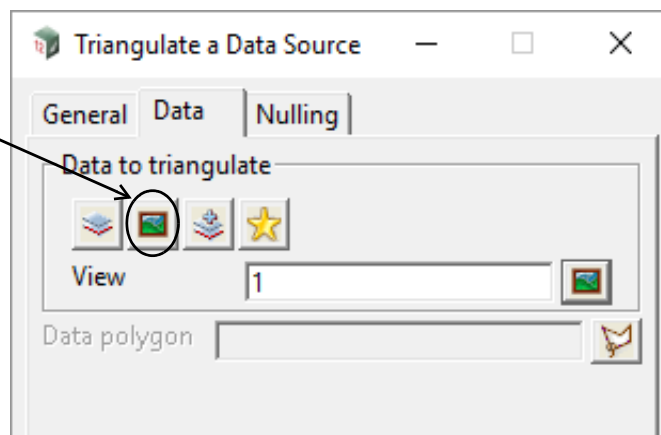 Triangulate a Data Source
General Data Nulling
Data to triangulate
View 1
Data polygon